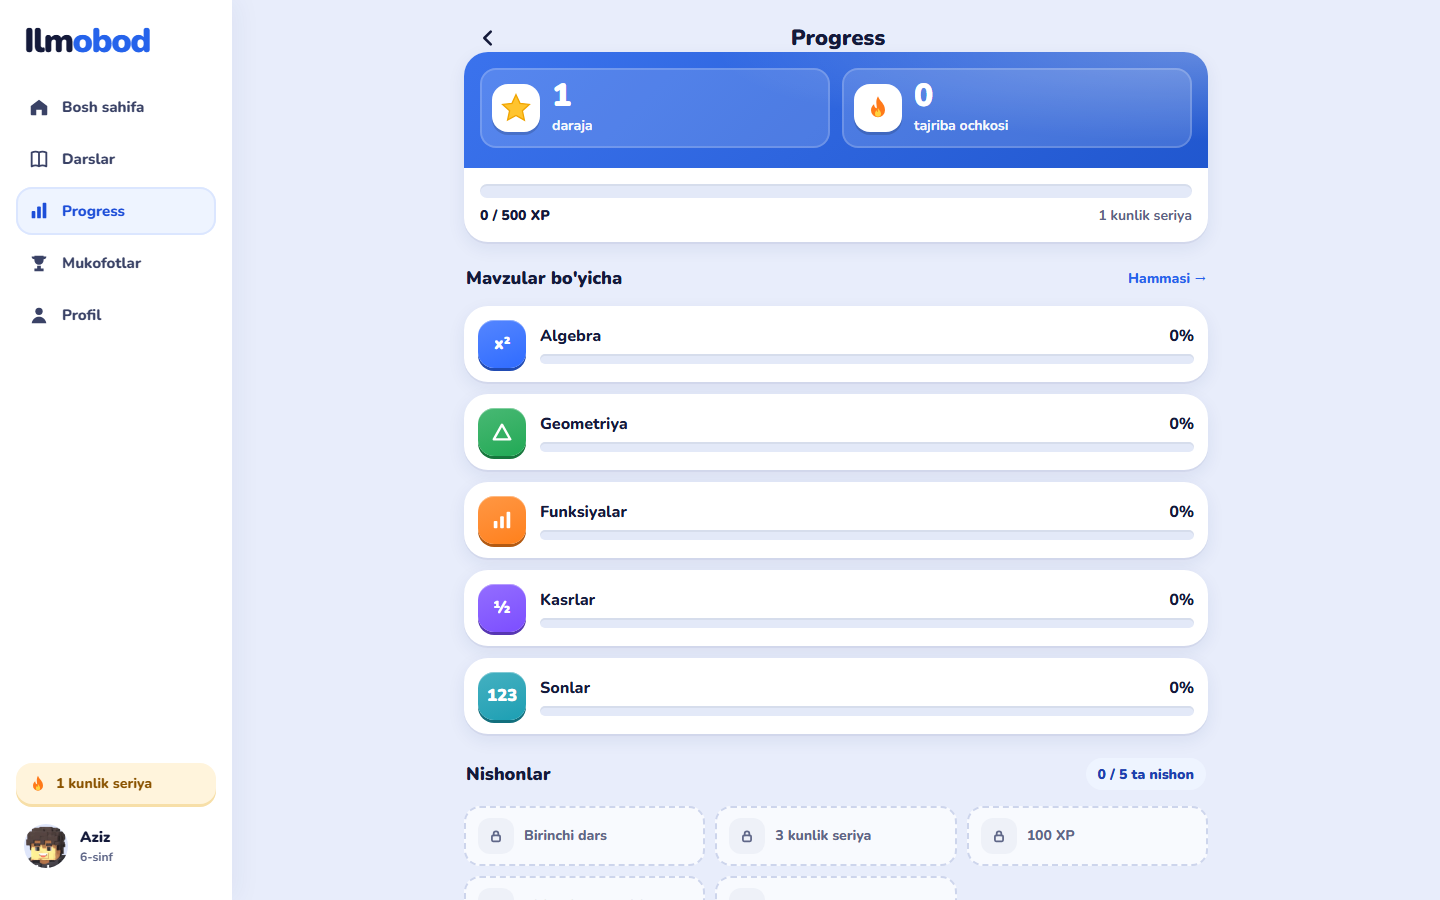 Ilmobod
Bosh sahifa
Darslar
Progress
Mukofotlar
Profil
1 kunlik seriya
Aziz
6-sinf
Progress
1
daraja
0
tajriba ochkosi
0 / 500 XP
1 kunlik seriya
Mavzular bo'yicha
Hammasi →
x²
Algebra
0%
Geometriya
0%
Funksiyalar
0%
½
Kasrlar
0%
123
Sonlar
0%
Nishonlar
0 / 5 ta nishon
Birinchi dars
3 kunlik seriya
100 XP